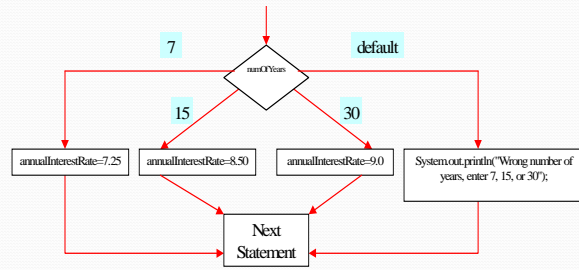 7
default
numOfYears
15
30
annualInterestRate=7.25
annualInterestRate=8.50
annualInterestRate=9.0
System.out.println("Wrong number of
years, enter 7, 15, or 30");
Next
Statement